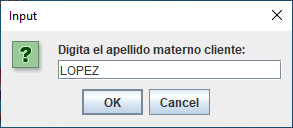 Input
Digita el apellido materno cliente:
LOPEZ
OK Cancel